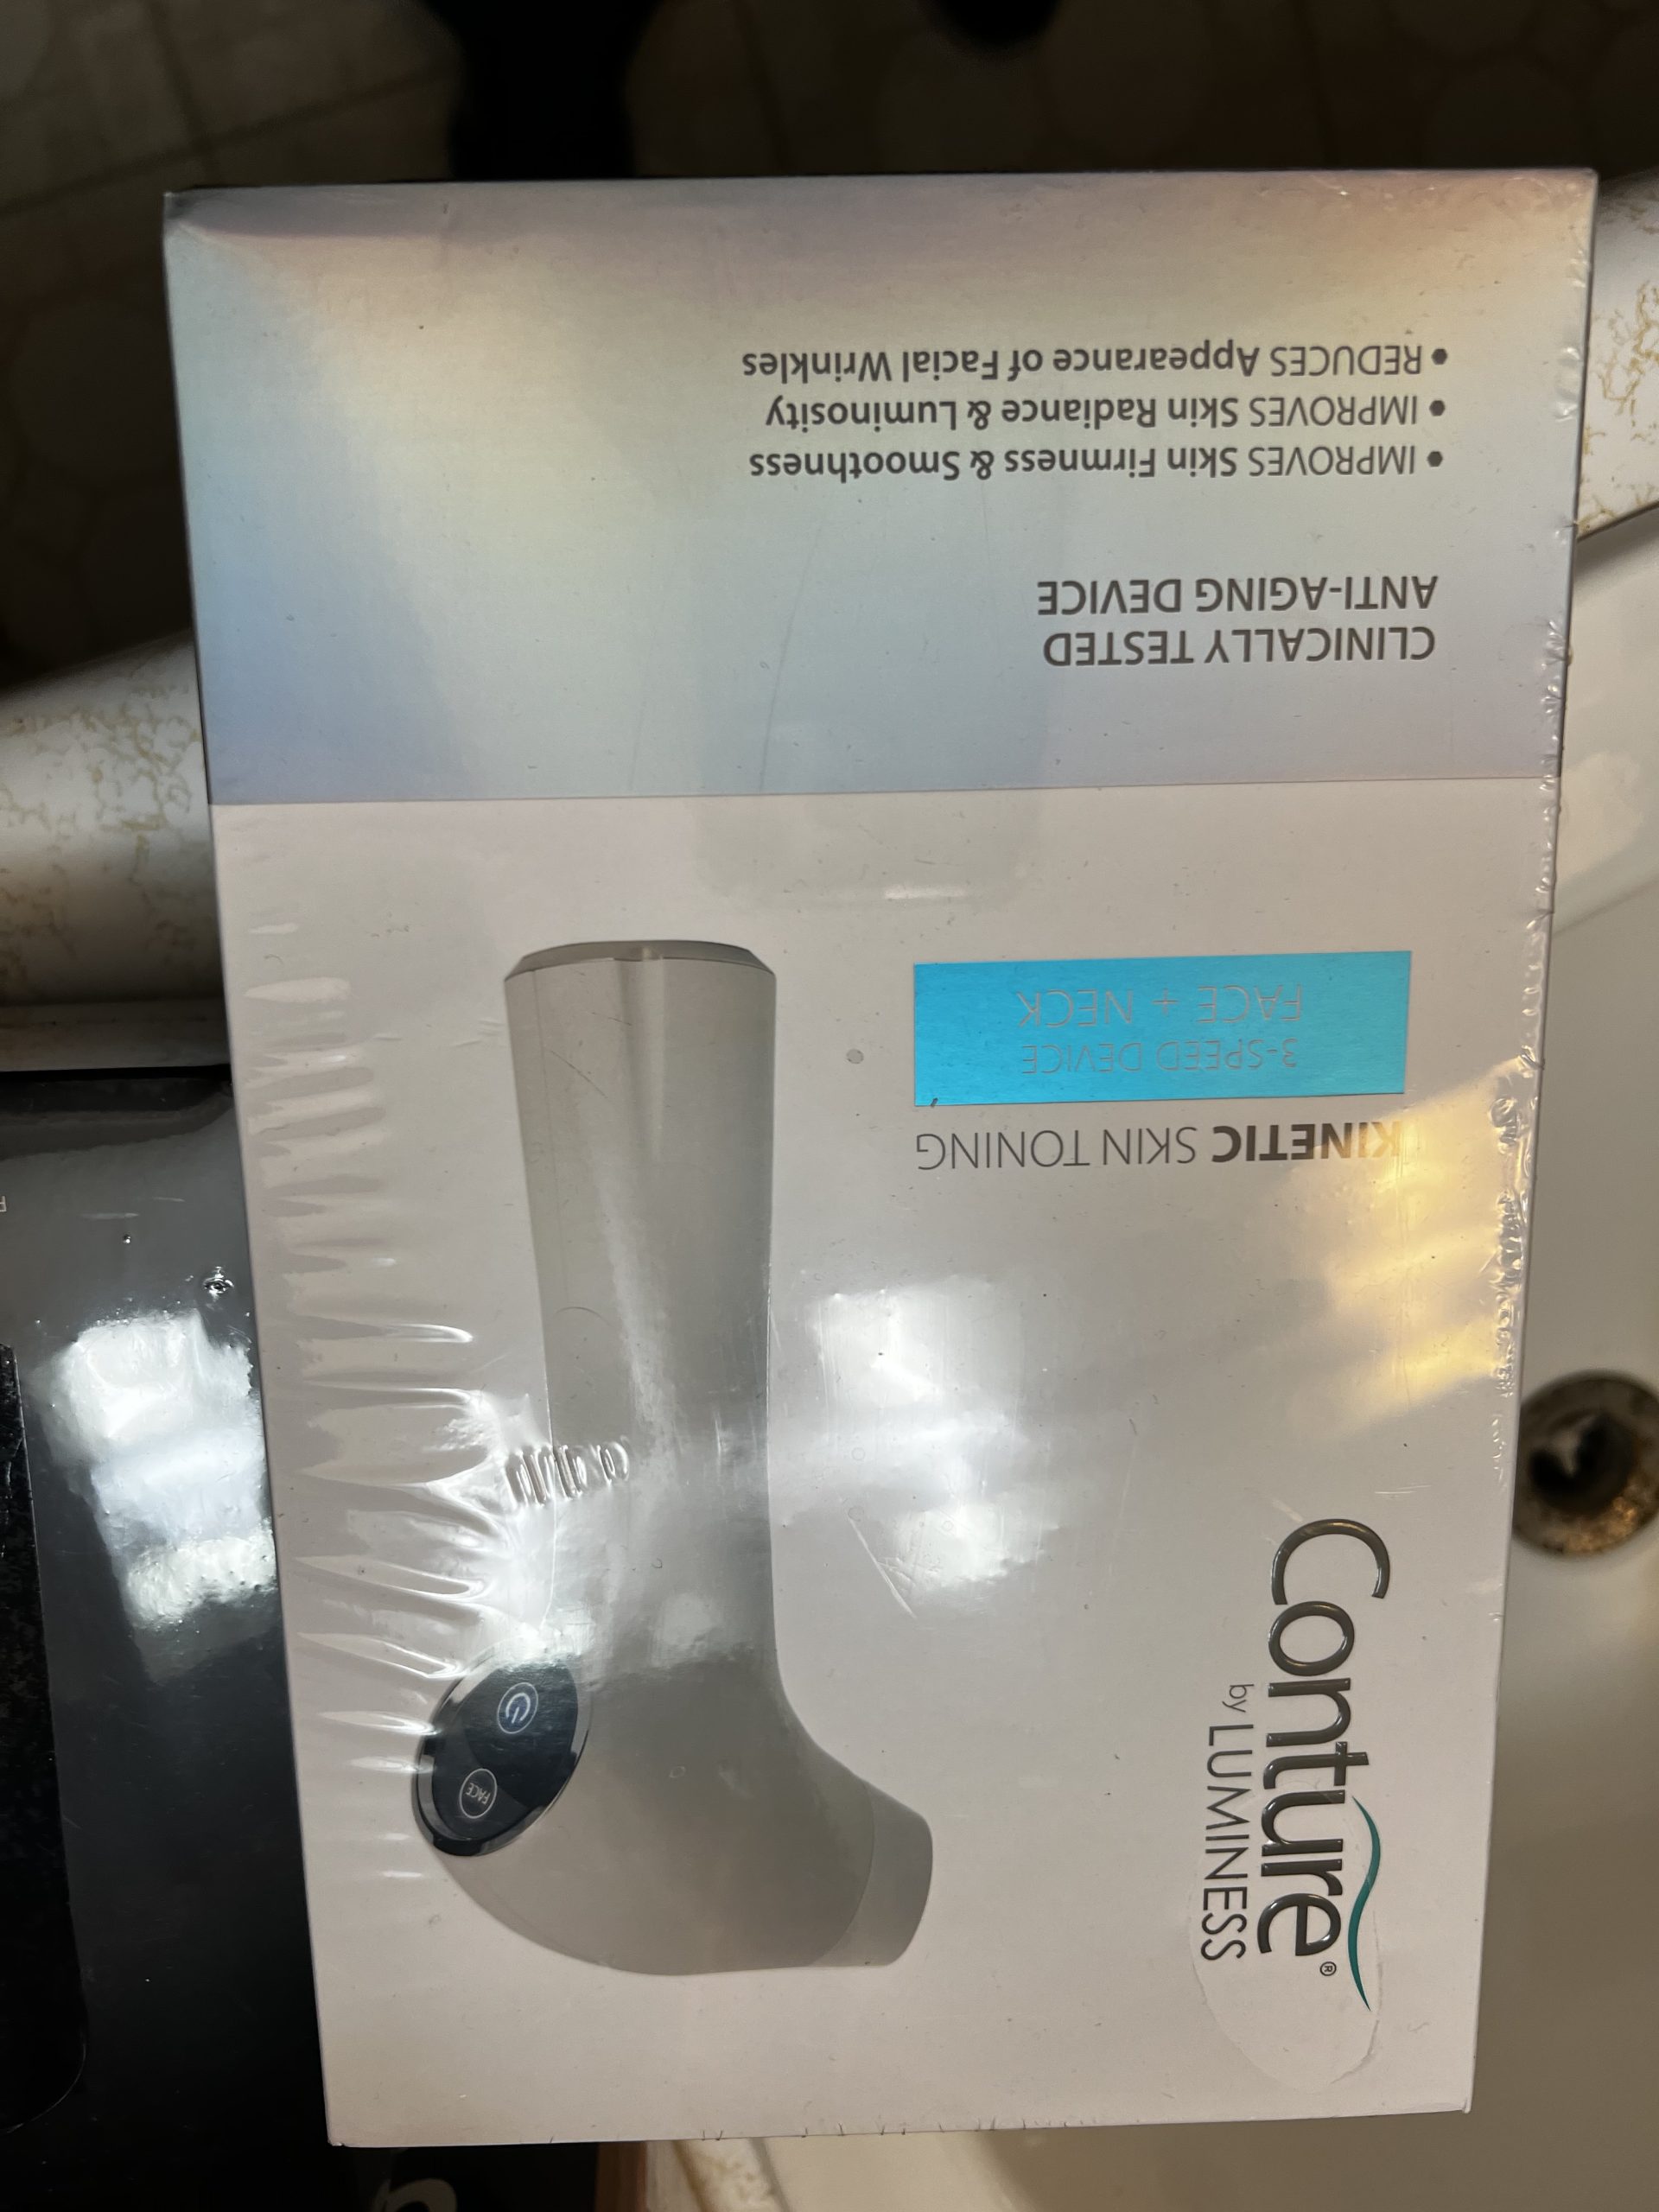 Conture®
by LUMINESS
KINETIC SKIN TONING
3-SPEED DEVICE
FACE + NECK
FACE
CLINICALLY TESTED
ANTI-AGING DEVICE
• IMPROVES Skin Firmness & Smoothness
• IMPROVES Skin Radiance & Luminosity
• REDUCES Appearance of Facial Wrinkles